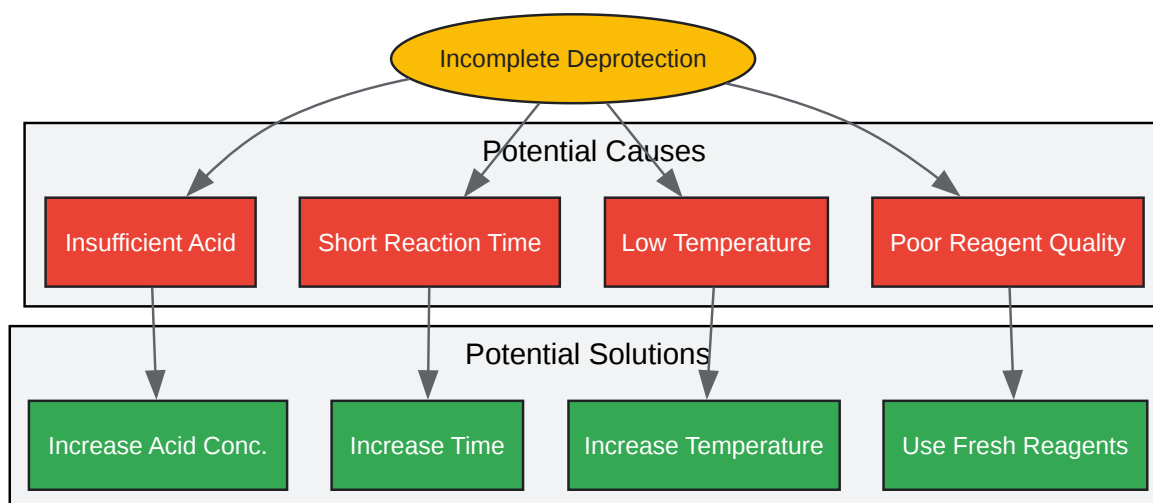 Incomplete Deprotection
Potential Causes
Insufficient Acid
Short Reaction Time
Low Temperature
Poor Reagent Quality
Potential Solutions
Increase Acid Conc.
Increase Time
Increase Temperature
Use Fresh Reagents